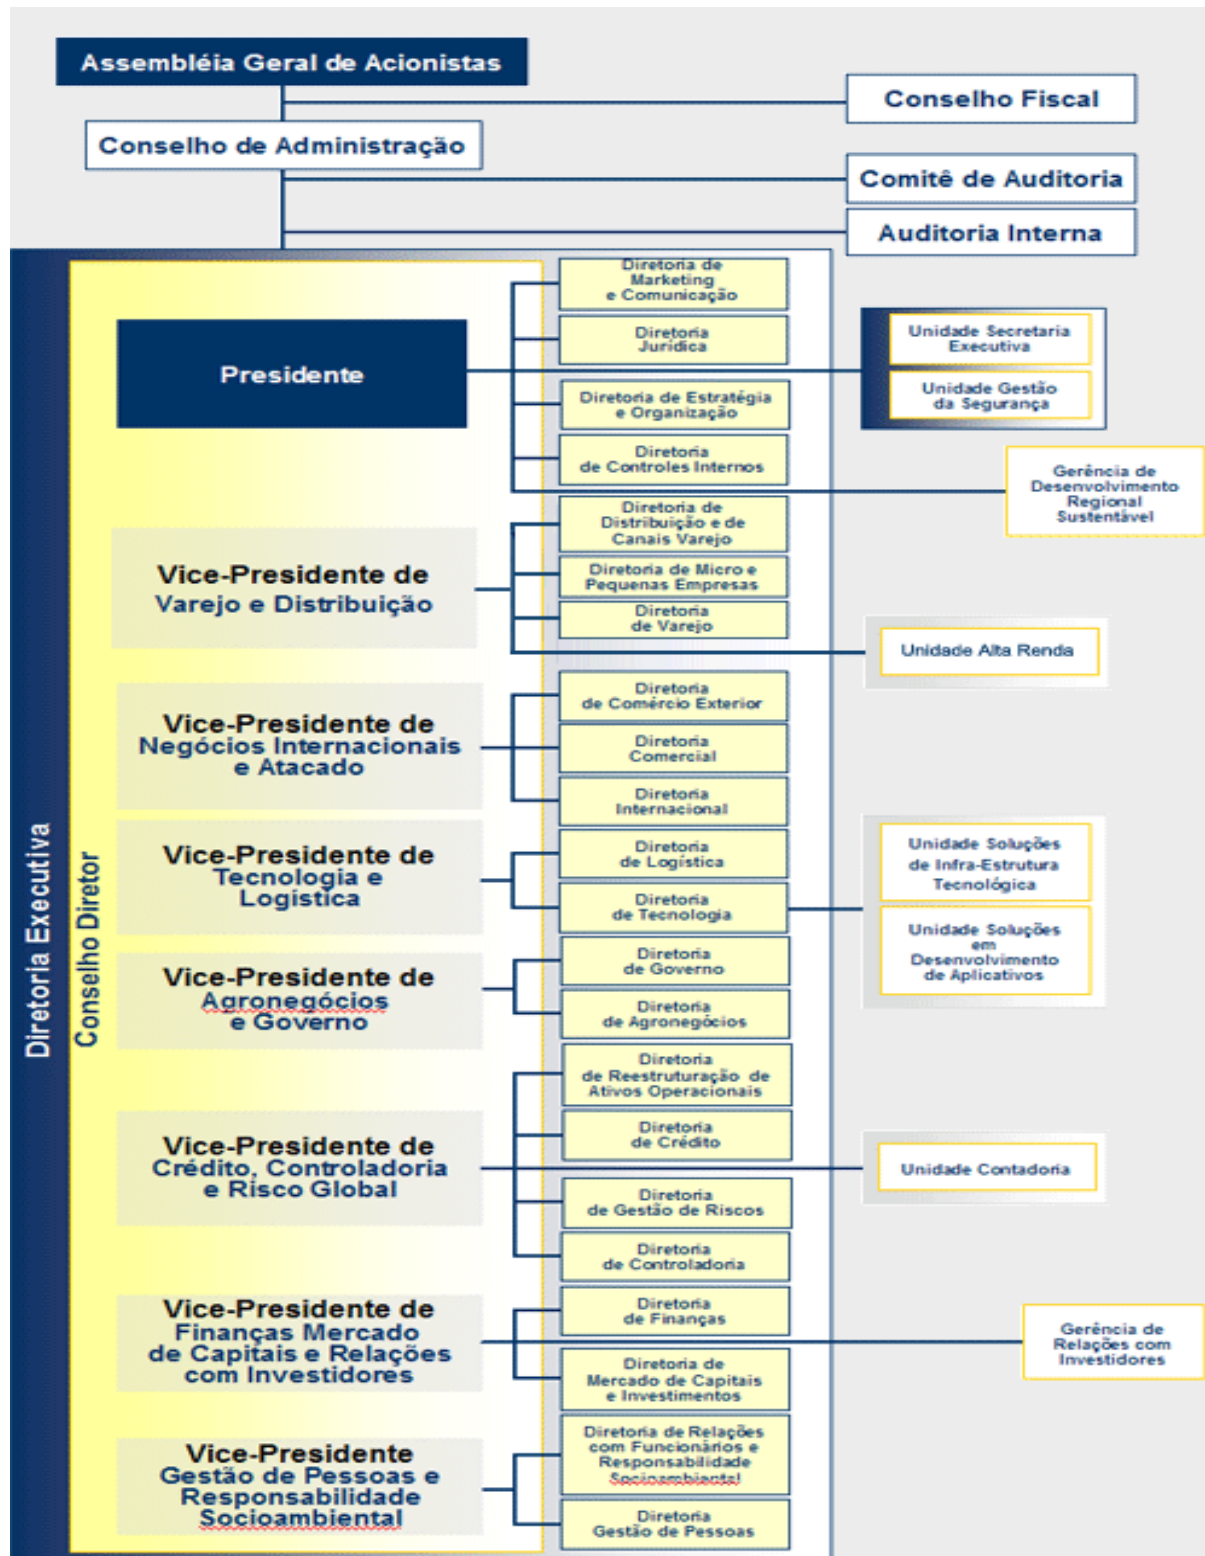 Assembléia Geral de Acionistas
Conselho Fiscal
Conselho de Administração
Comitê de Auditoria
Auditoria Interna
Diretoria Executiva
Conselho Diretor
Presidente
Diretoria de
Marketing
e Comunicação
Diretoria
Jurídica
Diretoria de Estratégia
e Organização
Diretoria
de Controles Internos
Unidade Secretaria
Executiva
Unidade Gestão
da Segurança
Gerência de
Desenvolvimento
Regional
Sustentável
Vice-Presidente de
Varejo e Distribuição
Diretoria de
Distribuição e de
Canais Varejo
Diretoria de Micro e
Pequenas Empresas
Diretoria
de Varejo
Unidade Alta Renda
Vice-Presidente de
Negócios Internacionais
e Atacado
Diretoria
de Comércio Exterior
Diretoria
Comercial
Diretoria
Internacional
Vice-Presidente de
Tecnologia e
Logística
Diretoria
de Logística
Diretoria
de Tecnologia
Unidade Soluções
de Infra-Estrutura
Tecnológica
Unidade Soluções
em
Desenvolvimento
de Aplicativos
Vice-Presidente de
Agronegócios
e Governo
Diretoria
de Governo
Diretoria
de Agronegócios
Vice-Presidente de
Crédito, Controladoria
e Risco Global
Diretoria
de Reestruturação de
Ativos Operacionais
Diretoria
de Crédito
Diretoria
de Gestão de Riscos
Diretoria
de Controladoria
Unidade Contadoria
Vice-Presidente de
Finanças Mercado
de Capitais e Relações
com Investidores
Diretoria
de Finanças
Diretoria de
Mercado de Capitais
e Investimentos
Gerência de
Relações com
Investidores
Vice-Presidente
Gestão de Pessoas e
Responsabilidade
Socioambiental
Diretoria de Relações
com Funcionários e
Responsabilidade
Socioambiental
Diretoria
Gestão de Pessoas